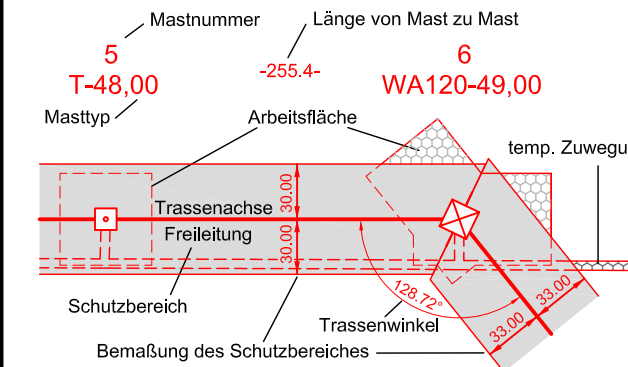 Mastnummer
Länge von Mast zu Mast
5
-255.4-
6
T-48,00
WA120-49,00
Masttyp
Arbeitsfläche
temp. Zuwegu
30.00
Trassenachse
Freileitung
30.00
128.72°
33.00
33.00
Schutzbereich
Trassenwinkel
Bemaßung des Schutzbereiches